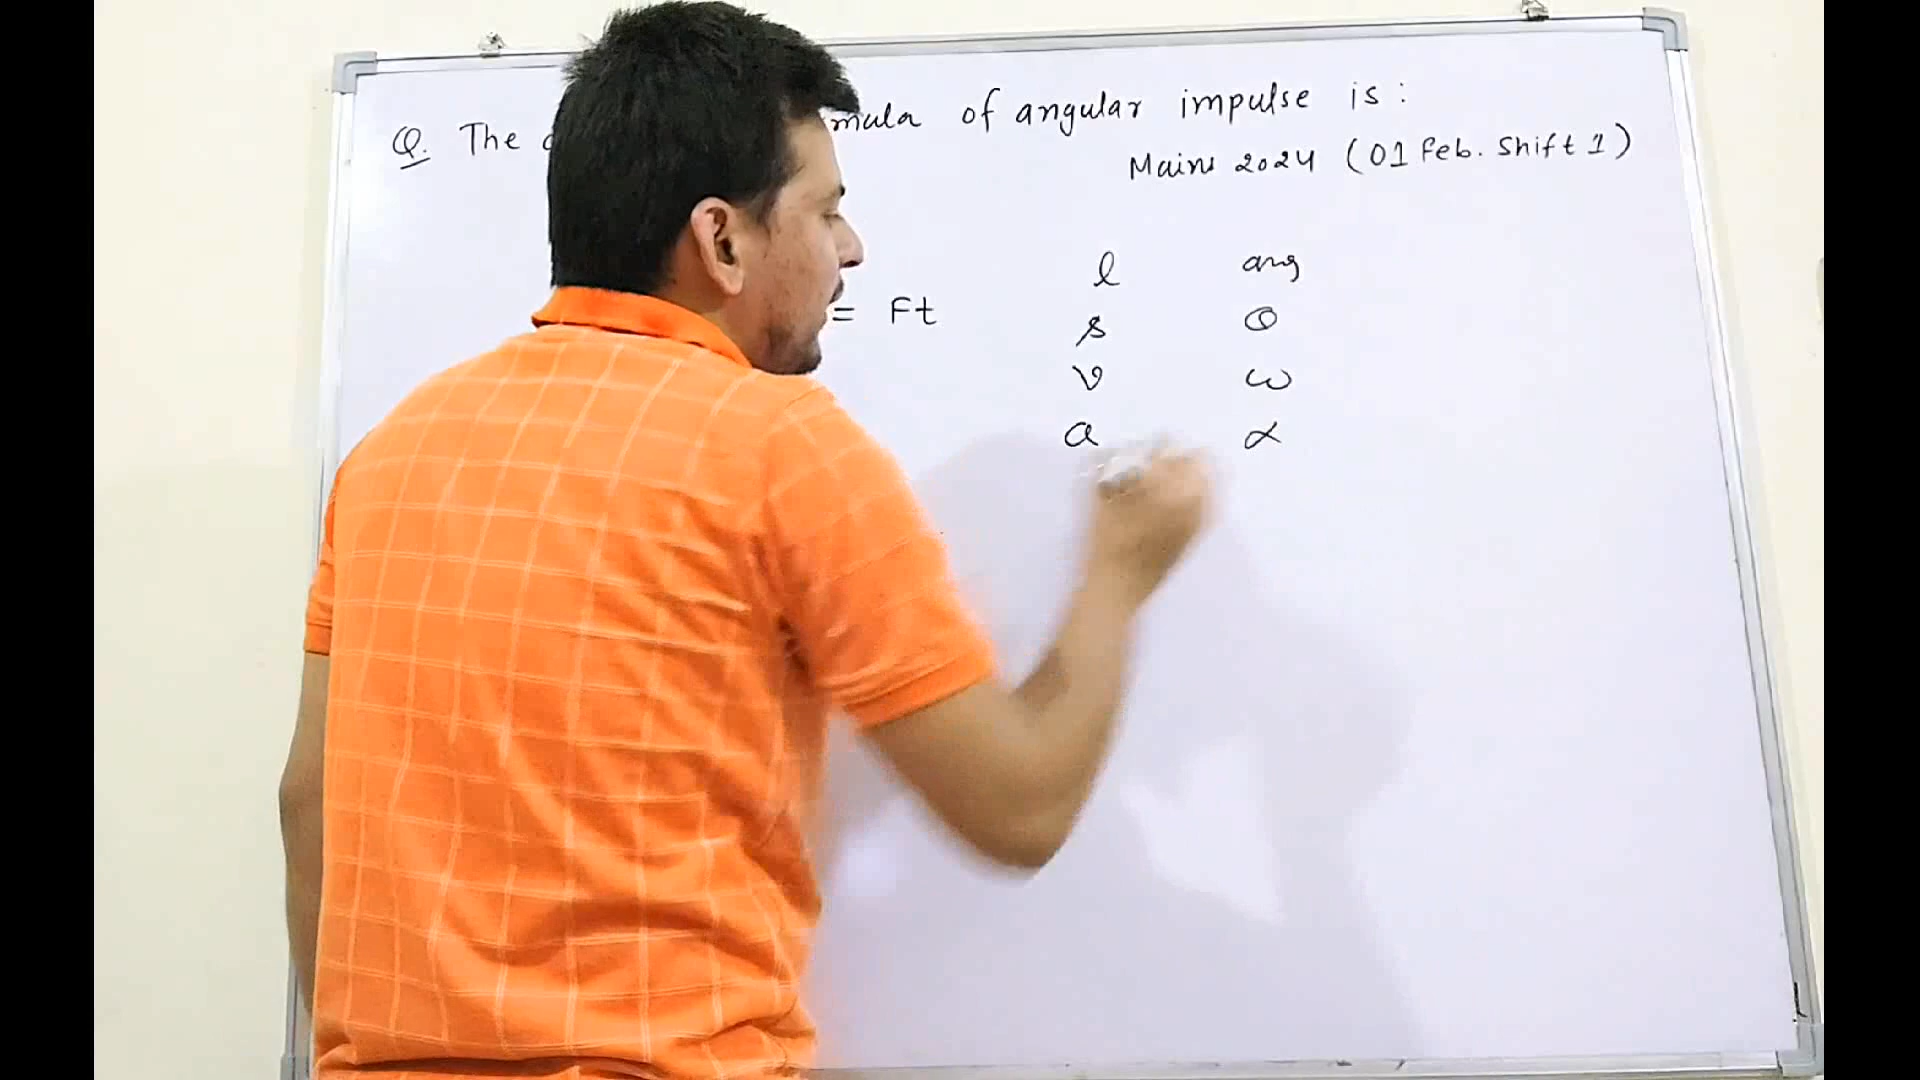 Q. The mula of angular impulse is:
Mains 2024 (01 Feb. Shift 1)
l ang
= Ft
s θ
v ω
a α